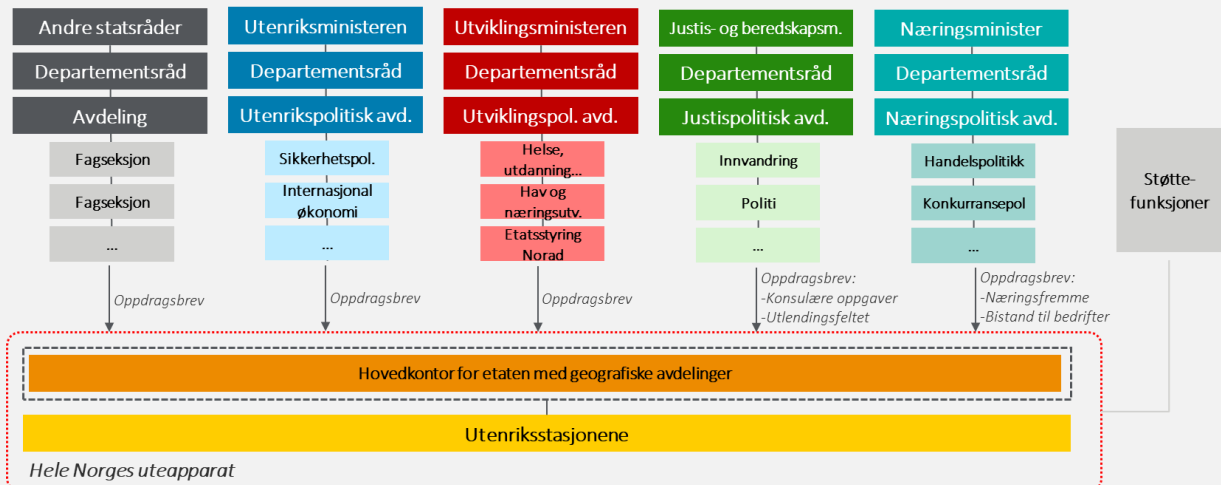 Andre statsråder
Departementsråd
Avdeling
Fagseksjon
Fagseksjon
...
Oppdragsbrev
Utenriksministeren
Departementsråd
Utenrikspolitisk avd.
Sikkerhetspol.
Internasjonal
økonomi
...
Oppdragsbrev
Utviklingsministeren
Departementsråd
Utviklingspol. avd.
Helse,
utdanning...
Hav og
næringsutv.
Etatsstyring
Norad
Oppdragsbrev
Justis- og beredskapsm.
Departementsråd
Justispolitisk avd.
Innvandring
Politi
...
Oppdragsbrev:
-Konsulære oppgaver
-Utlendingsfeltet
Næringsminister
Departementsråd
Næringspolitisk avd.
Handelspolitikk
Konkurransepol
...
Oppdragsbrev:
-Næringsfremme
-Bistand til bedrifter
Støtte-
funksjoner
Hovedkontor for etaten med geografiske avdelinger
Utenriksstasjonene
Hele Norges uteapparat